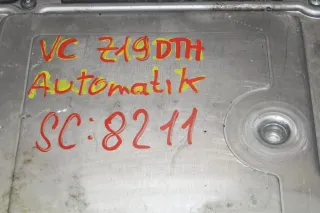 VC Z19DTH
Automatik
SC:8211